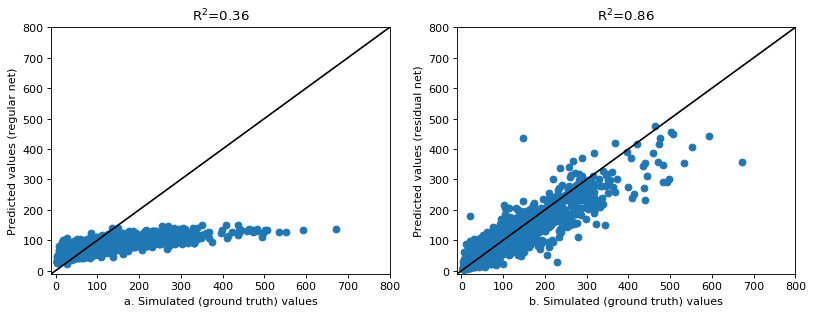 R²=0.36
800
700
600
500
400
300
200
100
0
Predicted values (regular net)
0 100 200 300 400 500 600 700 800
a. Simulated (ground truth) values
R²=0.86
800
700
600
500
400
300
200
100
0
Predicted values (residual net)
0 100 200 300 400 500 600 700 800
b. Simulated (ground truth) values